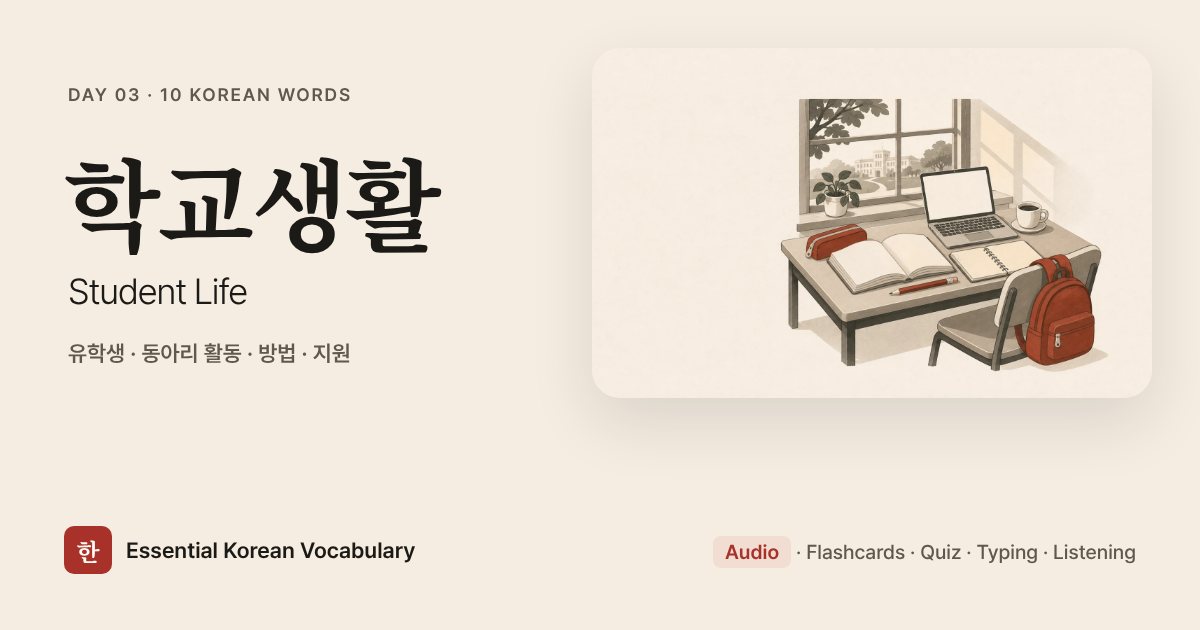 DAY 03 · 10 KOREAN WORDS
학교생활
Student Life
유학생 · 동아리 활동 · 방법 · 지원
한 Essential Korean Vocabulary
Audio · Flashcards · Quiz · Typing · Listening